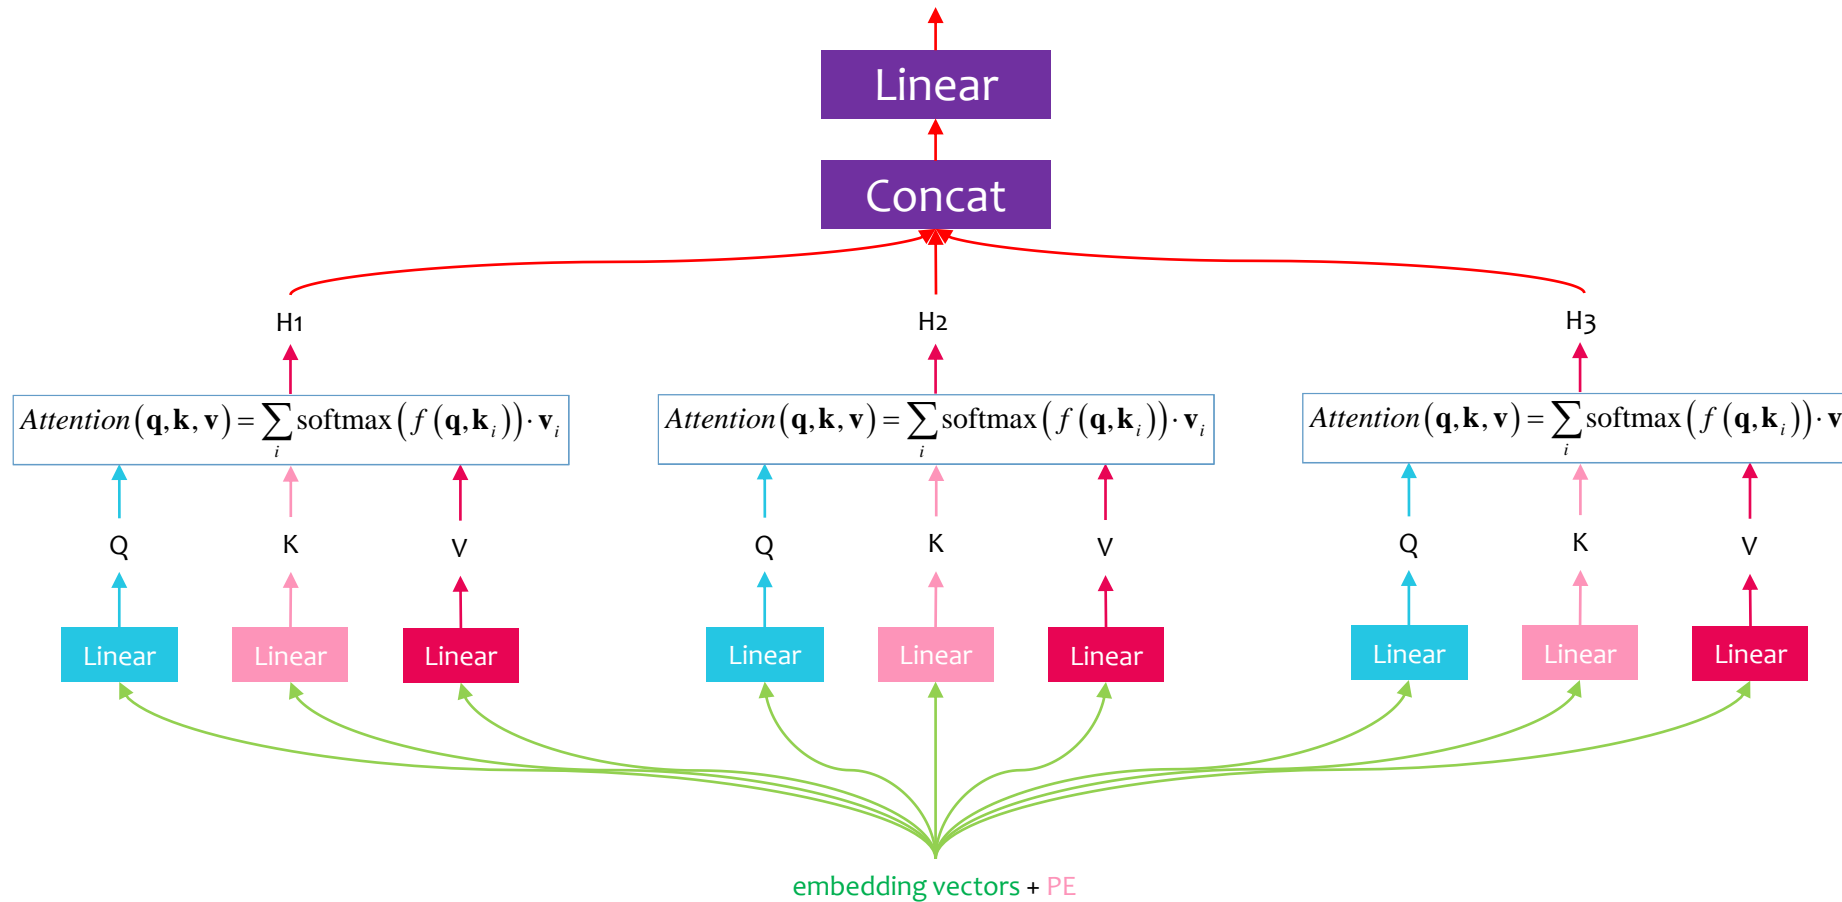 Linear
Concat
H1 H2 H3
Attention(q,k,v)=∑softmax(f(q,k_i))·v_i
i
Attention(q,k,v)=∑softmax(f(q,k_i))·v_i
i
Attention(q,k,v)=∑softmax(f(q,k_i))·v
i
Q K V Q K V Q K V
Linear Linear Linear Linear Linear Linear Linear Linear Linear
embedding vectors + PE